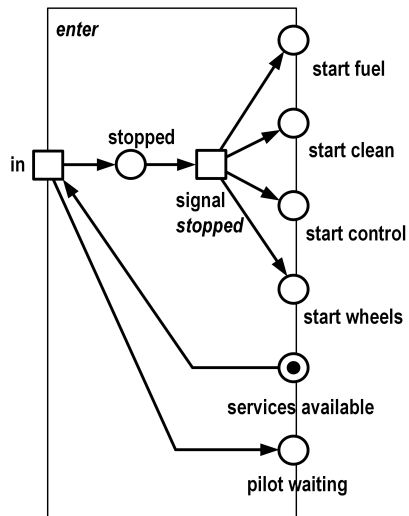 enter
start fuel
stopped
start clean
in
signal
stopped
start control
start wheels
services available
pilot waiting